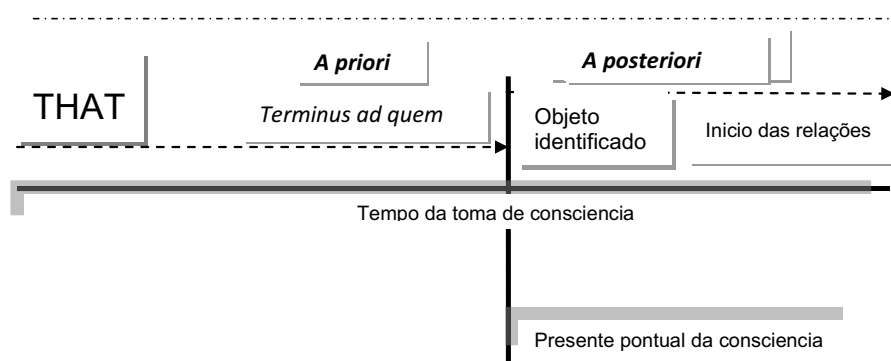 A priori
A posteriori
THAT
Terminus ad quem
Objeto
identificado
Inicio das relações
Tempo da toma de consciencia
Presente pontual da consciencia